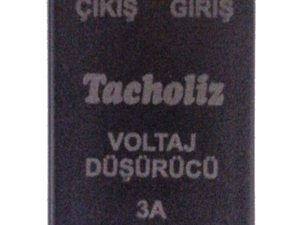 ÇIKIŞ GİRİŞ
Tacholiz
VOLTAJ
DÜŞÜRÜCÜ
3A